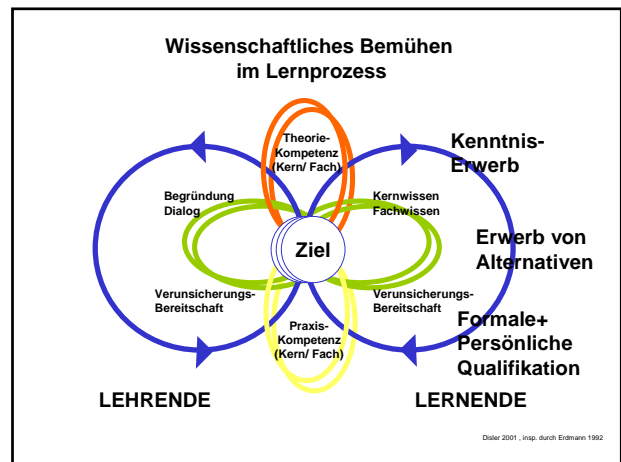 Wissenschaftliches Bemühen
im Lernprozess
Theorie-
Kompetenz
(Kern/ Fach)
Kenntnis-
Erwerb
Begründung
Dialog
Kernwissen
Fachwissen
Ziel
Erwerb von
Alternativen
Verunsicherungs-
Bereitschaft
Verunsicherungs-
Bereitschaft
Praxis-
Kompetenz
(Kern/ Fach)
Formale+
Persönliche
Qualifikation
LEHRENDE
LERNENDE
Disler 2001 , insp. durch Erdmann 1992